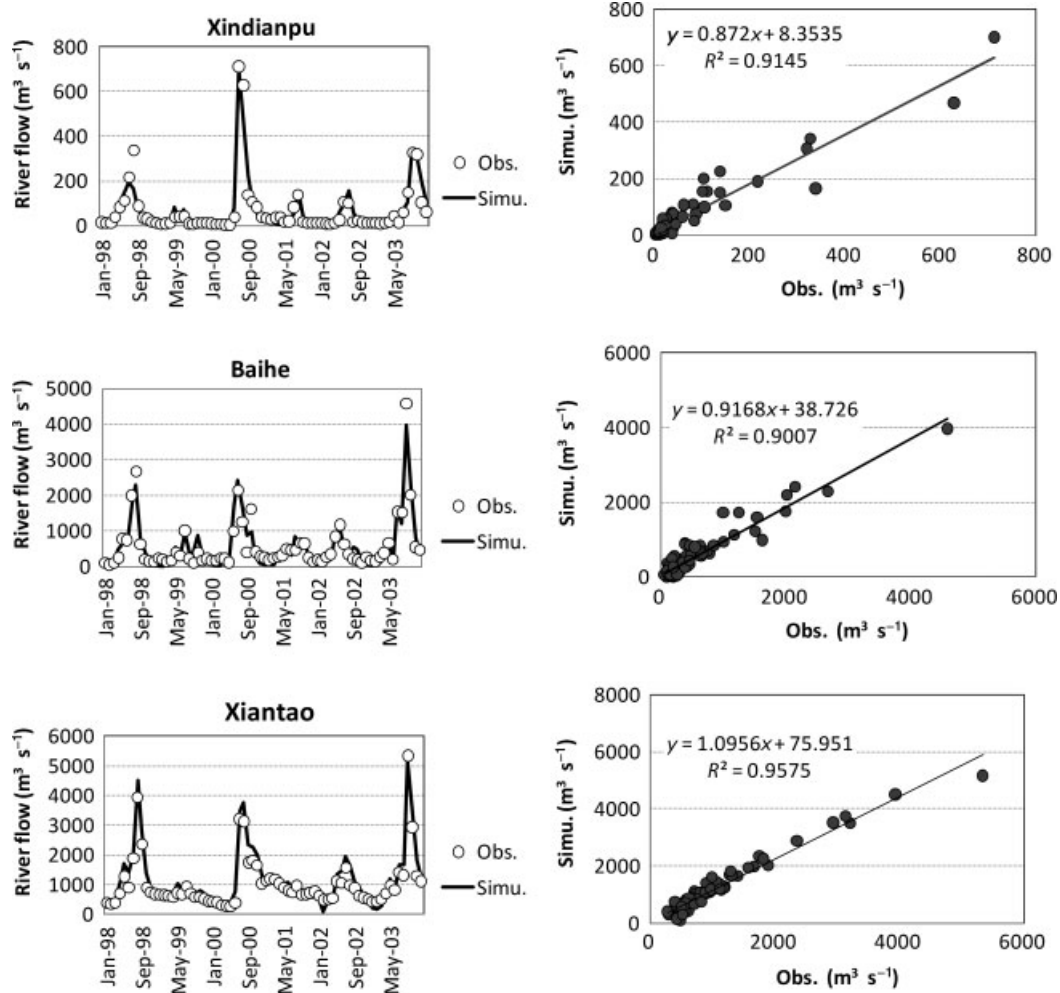 Xindianpu
River flow (m³ s⁻¹)
800
600
400
200
0
Jan-98
Sep-98
May-99
Jan-00
Sep-00
May-01
Jan-02
Sep-02
May-03
Obs.
Simu.
y = 0.872x + 8.3535
R² = 0.9145
Simu. (m³ s⁻¹)
800
600
400
200
0
0 200 400 600 800
Obs. (m³ s⁻¹)
Baihe
River flow (m³ s⁻¹)
5000
4000
3000
2000
1000
0
Jan-98
Sep-98
May-99
Jan-00
Sep-00
May-01
Jan-02
Sep-02
May-03
Obs.
Simu.
y = 0.9168x + 38.726
R² = 0.9007
Simu. (m³ s⁻¹)
6000
4000
2000
0
0 2000 4000 6000
Obs. (m³ s⁻¹)
Xiantao
River flow (m³ s⁻¹)
6000
5000
4000
3000
2000
1000
0
Jan-98
Sep-98
May-99
Jan-00
Sep-00
May-01
Jan-02
Sep-02
May-03
Obs.
Simu.
y = 1.0956x + 75.951
R² = 0.9575
Simu. (m³ s⁻¹)
8000
6000
4000
2000
0
0 2000 4000 6000
Obs. (m³ s⁻¹)